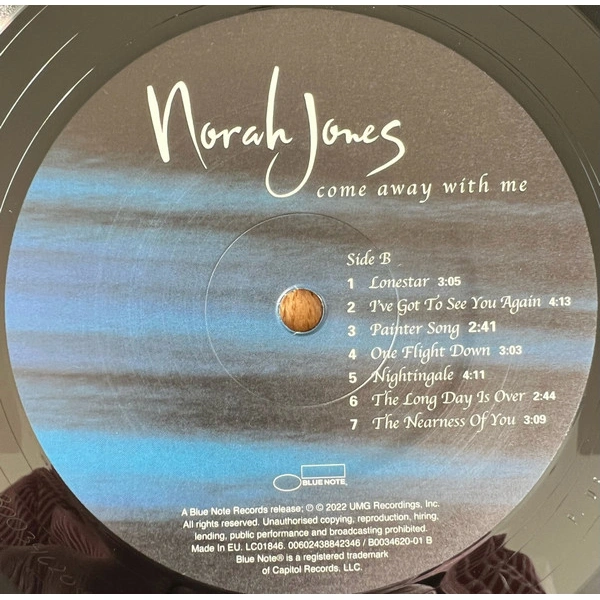 Norah Jones
come away with me
Side B
1 Lonestar 3:05
2 I've Got To See You Again 4:13
3 Painter Song 2:41
4 One Flight Down 3:03
5 Nightingale 4:11
6 The Long Day Is Over 2:44
7 The Nearness Of You 3:09
BLUE NOTE.
A Blue Note Records release; ℗ © 2022 UMG Recordings, Inc.
All rights reserved. Unauthorised copying, reproduction, hiring,
lending, public performance and broadcasting prohibited.
Made in EU. LC01846. 00602438842346 / B0034620-01 B
Blue Note® is a registered trademark
of Capitol Records, LLC.